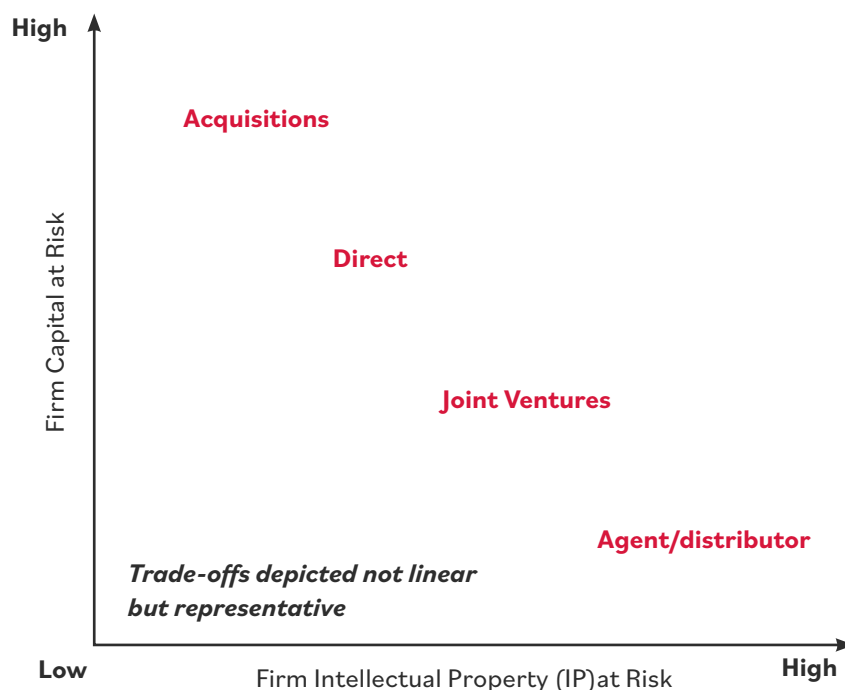 High
Acquisitions
Firm Capital at Risk
Direct
Joint Ventures
Agent/distributor
Trade-offs depicted not linear
but representative
Low
Firm Intellectual Property (IP)at Risk
High